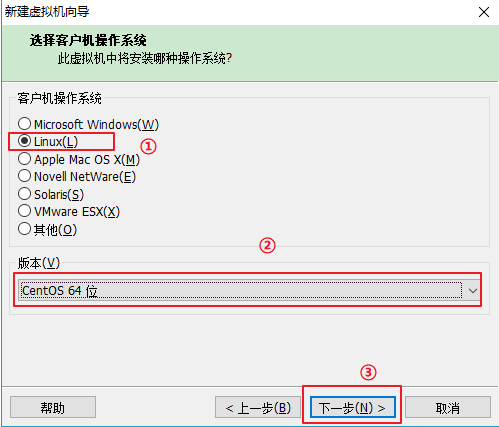 新建虚拟机向导
选择客户机操作系统
此虚拟机中将安装哪种操作系统?
客户机操作系统
Microsoft Windows(W)
Linux(L)
①
Apple Mac OS X(M)
Novell NetWare(E)
Solaris(S)
VMware ESX(X)
其他(O)
②
版本(V)
CentOS 64 位
③
帮助
< 上一步(B)
下一步(N) >
取消